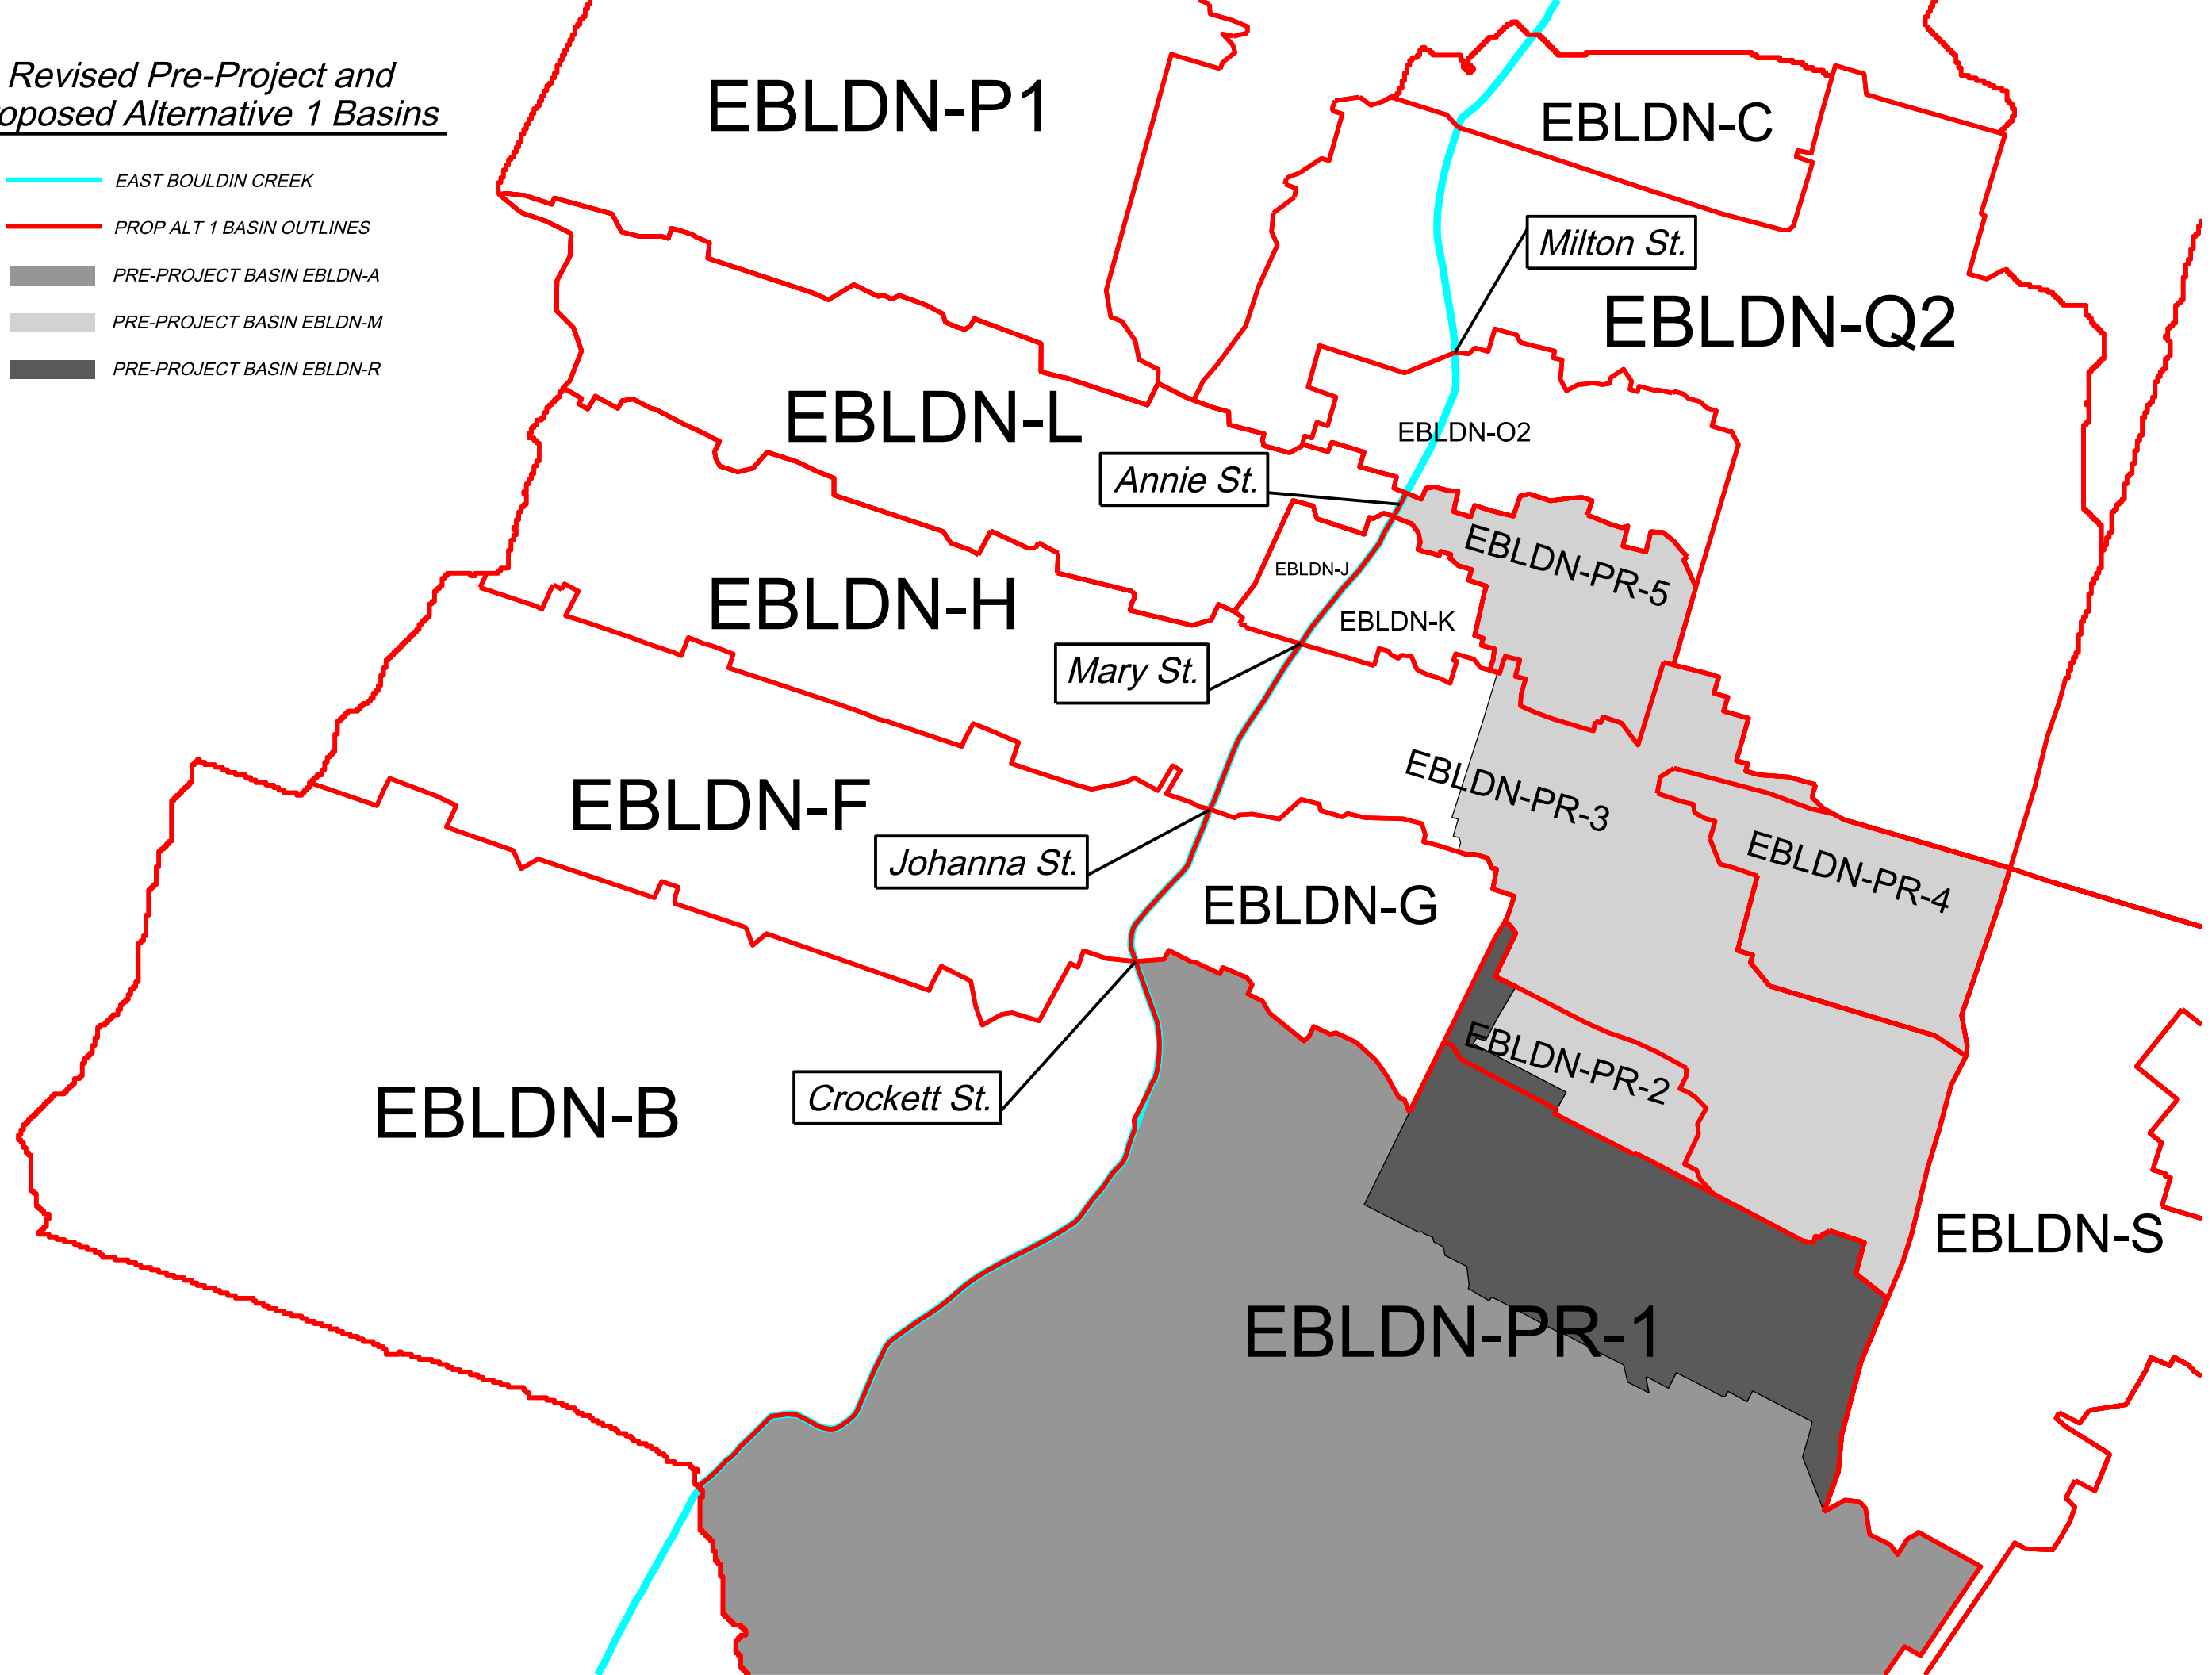 Revised Pre-Project and
oposed Alternative 1 Basins
EAST BOULDIN CREEK
PROP ALT 1 BASIN OUTLINES
PRE-PROJECT BASIN EBLDN-A
PRE-PROJECT BASIN EBLDN-M
PRE-PROJECT BASIN EBLDN-R
EBLDN-P1
EBLDN-C
Milton St.
EBLDN-Q2
EBLDN-L
EBLDN-O2
Annie St.
EBLDN-PR-5
EBLDN-J
EBLDN-H
EBLDN-K
Mary St.
EBLDN-PR-3
EBLDN-F
Johanna St.
EBLDN-PR-4
EBLDN-G
EBLDN-PR-2
Crockett St.
EBLDN-B
EBLDN-S
EBLDN-PR-1